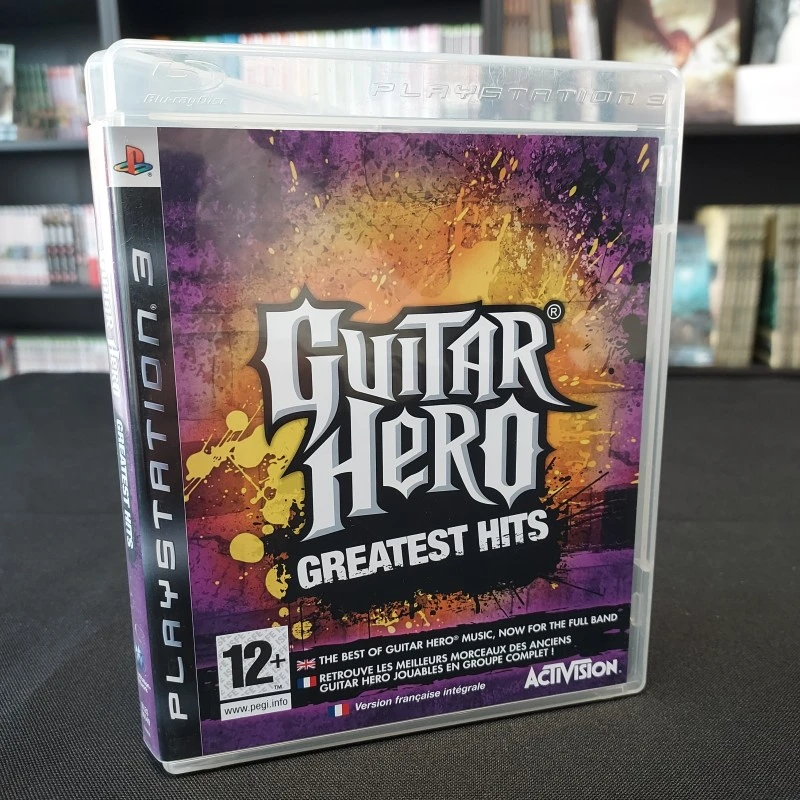 Blu-ray Disc
PLAYSTATION 3
PLAYSTATION 3
GREATEST HITS
GUITAR
HERO®
GREATEST HITS
12+
www.pegi.info
THE BEST OF GUITAR HERO® MUSIC, NOW FOR THE FULL BAND
RETROUVE LES MEILLEURS MORCEAUX DES ANCIENS
GUITAR HERO JOUABLES EN GROUPE COMPLET !
Version française intégrale
ACTIVISION